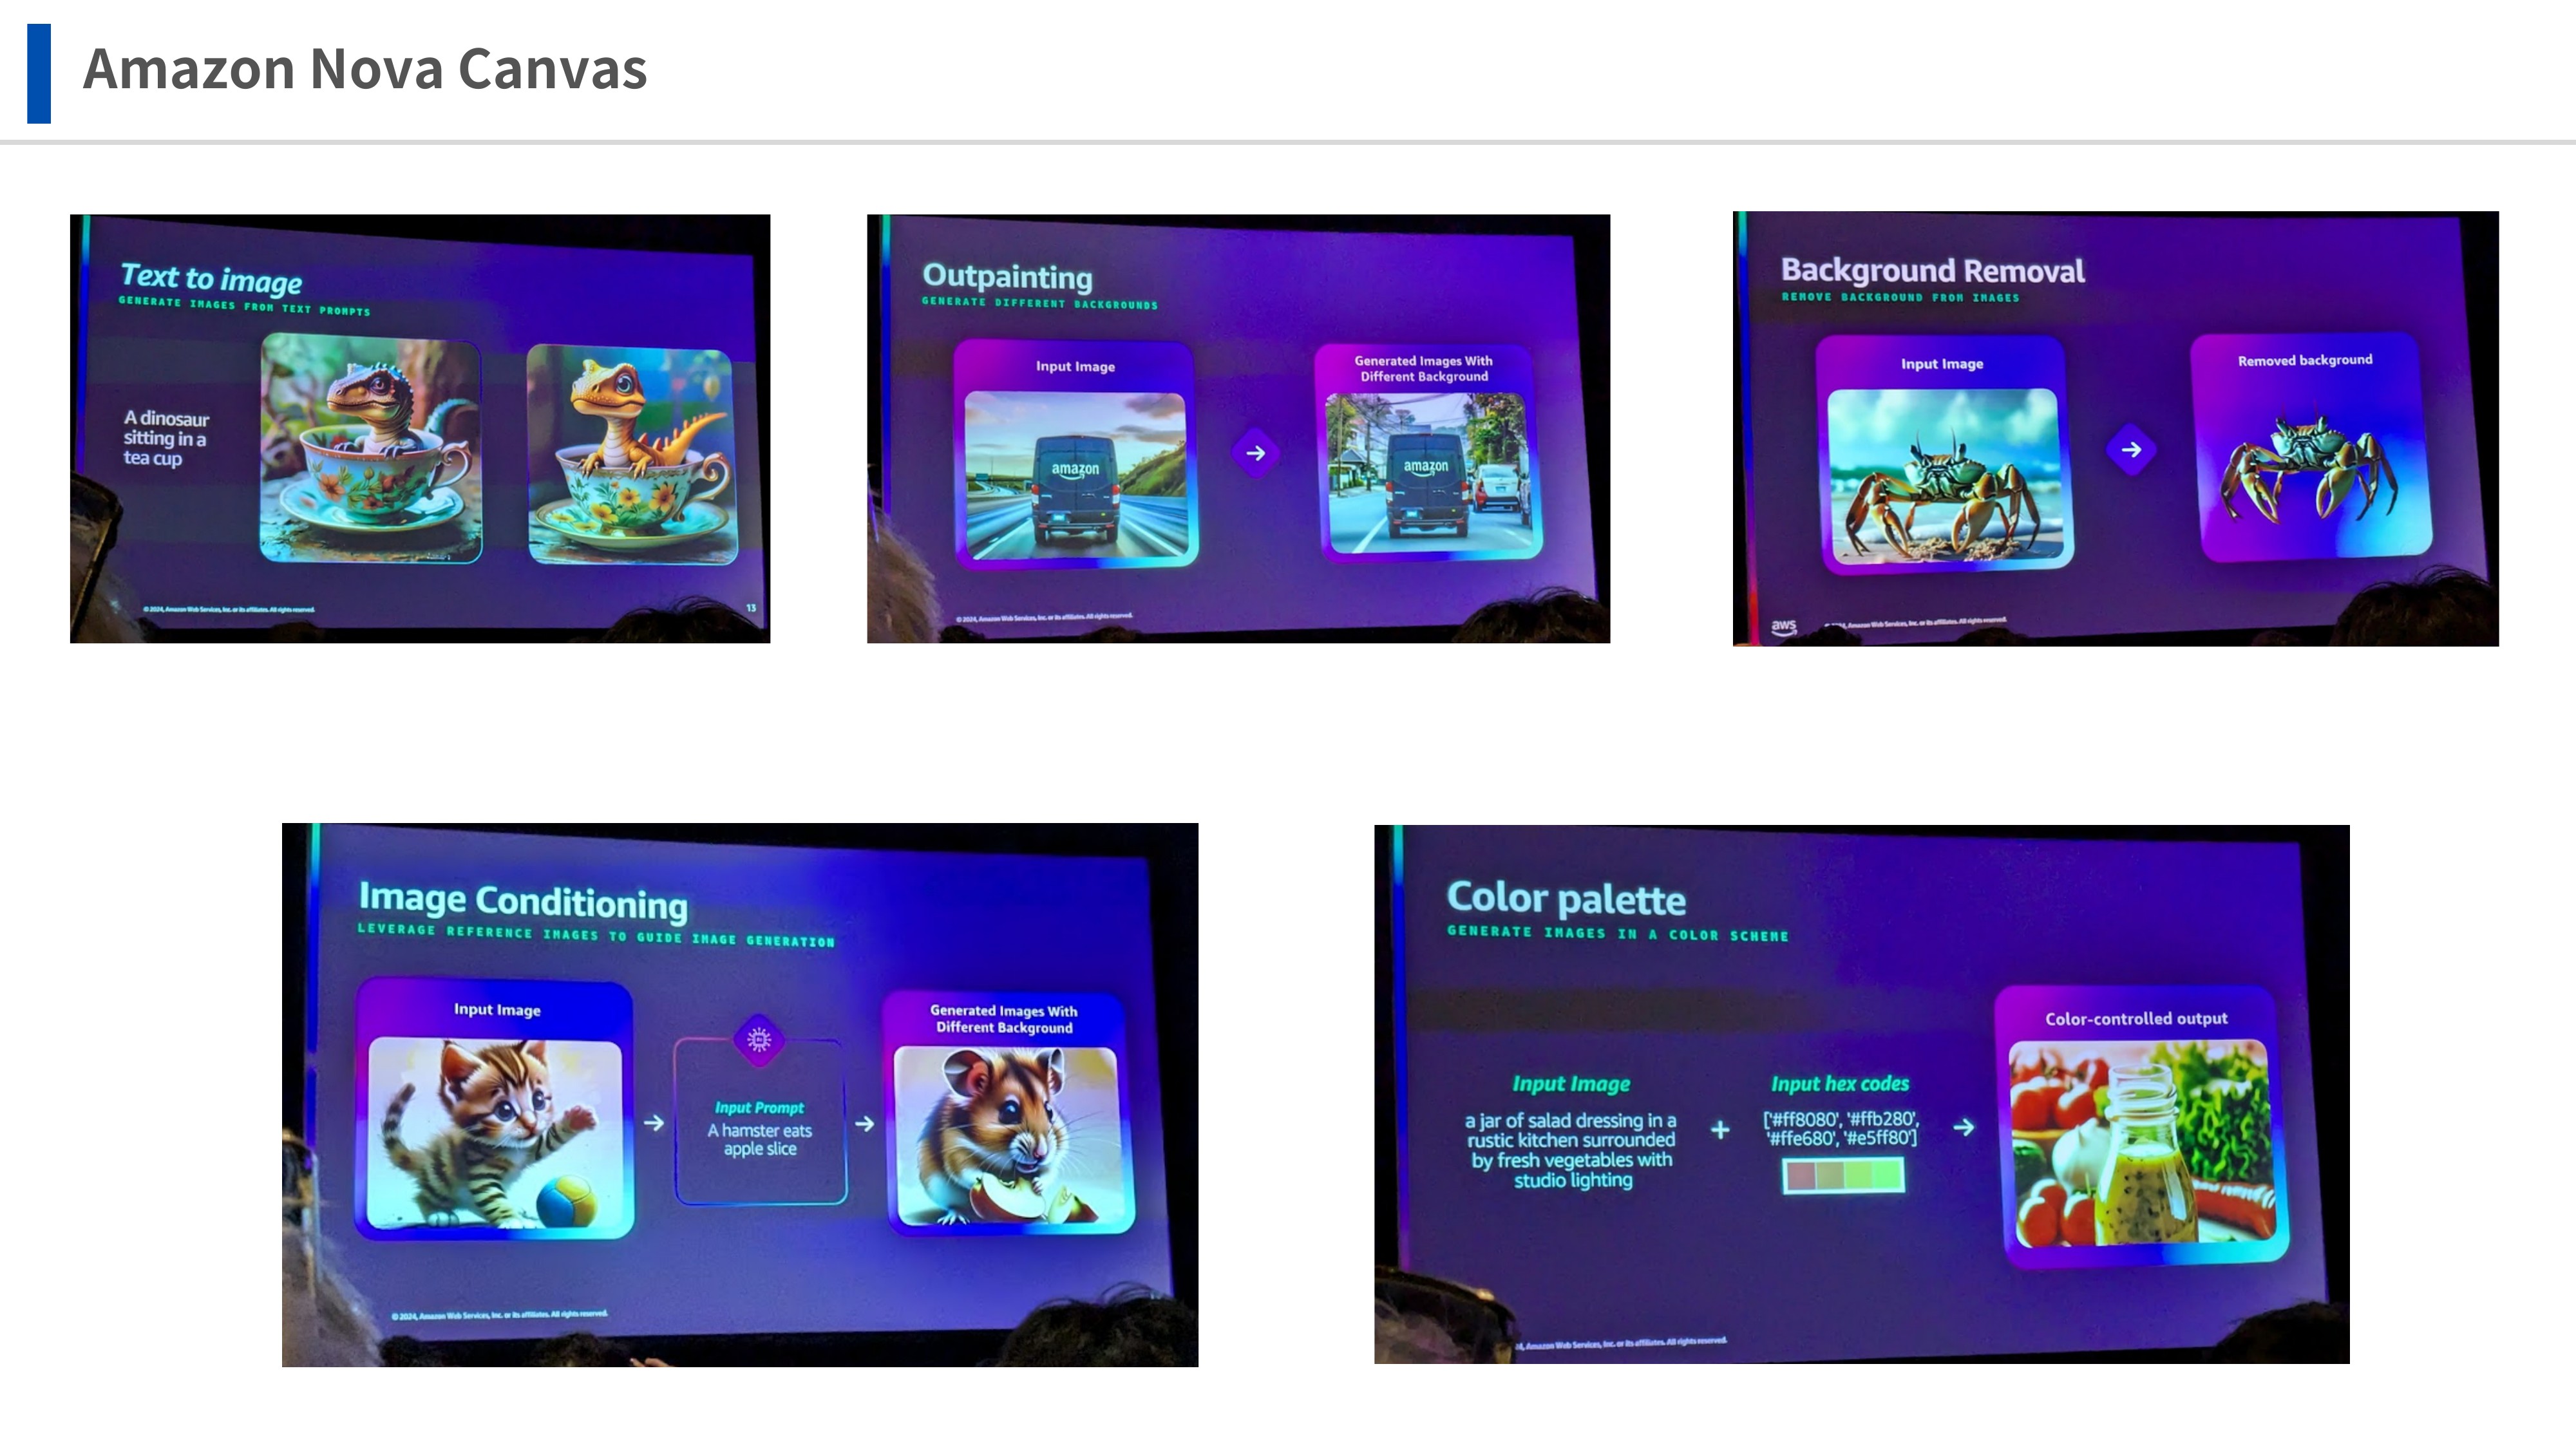 Amazon Nova Canvas
Text to image
GENERATE IMAGES FROM TEXT PROMPTS
A dinosaur
sitting in a
tea cup
© 2024, Amazon Web Services, Inc. or its affiliates. All rights reserved.
13
Outpainting
GENERATE DIFFERENT BACKGROUNDS
Input Image
amazon
Generated Images With
Different Background
amazon
© 2024, Amazon Web Services, Inc. or its affiliates. All rights reserved.
Background Removal
REMOVE BACKGROUND FROM IMAGES
Input Image
Removed background
aws
Amazon Web Services, Inc. or its affiliates. All rights reserved.
Image Conditioning
LEVERAGE REFERENCE IMAGES TO GUIDE IMAGE GENERATION
Input Image
Input Prompt
A hamster eats
apple slice
Generated Images With
Different Background
© 2024, Amazon Web Services, Inc. or its affiliates. All rights reserved.
Color palette
GENERATE IMAGES IN A COLOR SCHEME
Input Image
a jar of salad dressing in a
rustic kitchen surrounded
by fresh vegetables with
studio lighting
+
Input hex codes
['#ff8080', '#ffb280',
'#ffe680', '#e5ff80']
Color-controlled output
Amazon Web Services, Inc. or its affiliates. All rights reserved.